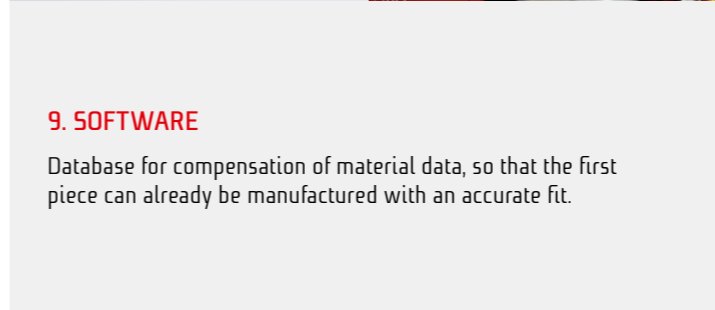 9. SOFTWARE
Database for compensation of material data, so that the first
piece can already be manufactured with an accurate fit.